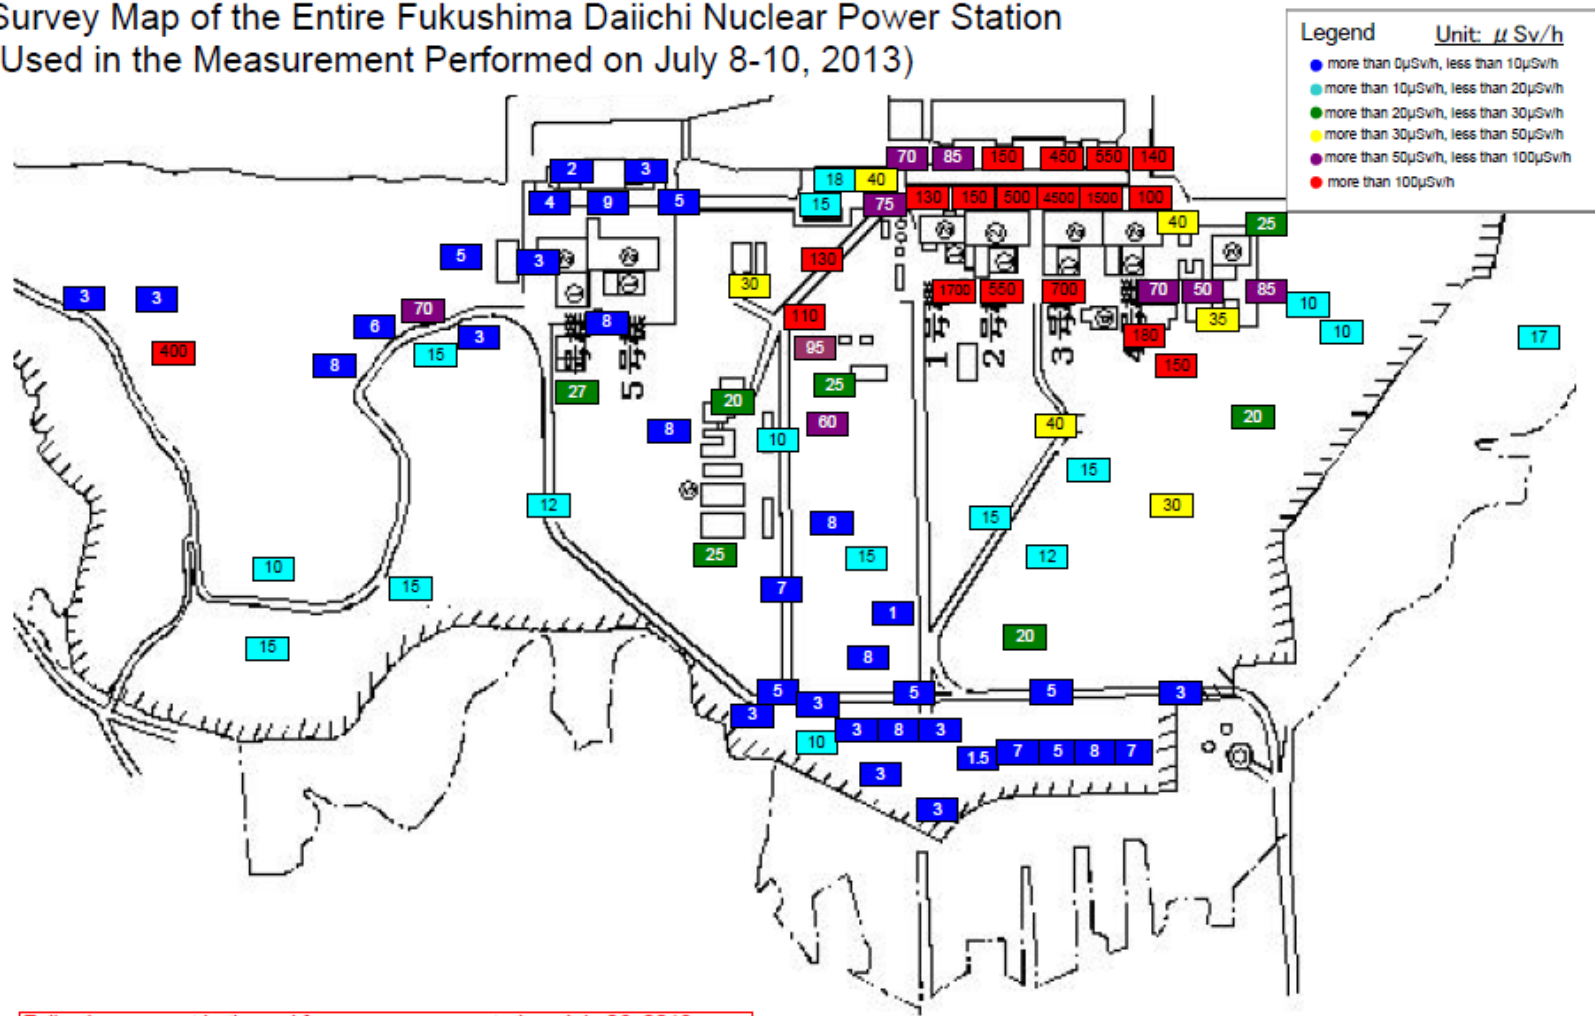 Survey Map of the Entire Fukushima Daiichi Nuclear Power Station
(Used in the Measurement Performed on July 8-10, 2013)
Legend Unit: μSv/h
more than 0μSv/h, less than 10μSv/h
more than 10μSv/h, less than 20μSv/h
more than 20μSv/h, less than 30μSv/h
more than 30μSv/h, less than 50μSv/h
more than 50μSv/h, less than 100μSv/h
more than 100μSv/h
70 85 150 450 550 140
2 3 18 40
4 9 5 15 75 130 150 500 4500 1500 100
40 25
5 3 130
30 1700 550 700 70 50 85
3 3 10
70 110 35
6 8 3 180 10 17
400 15 95
8 150
1号機 2号機 3号機 4号機
5号機
27 25
20 20
8 10 60 40
15
12 30
8 15
25 15 12
10
15 7
1
20
15 8
5 5 5 3
3 3
3 8 3
10 7 5 8 7
1.5
3
3